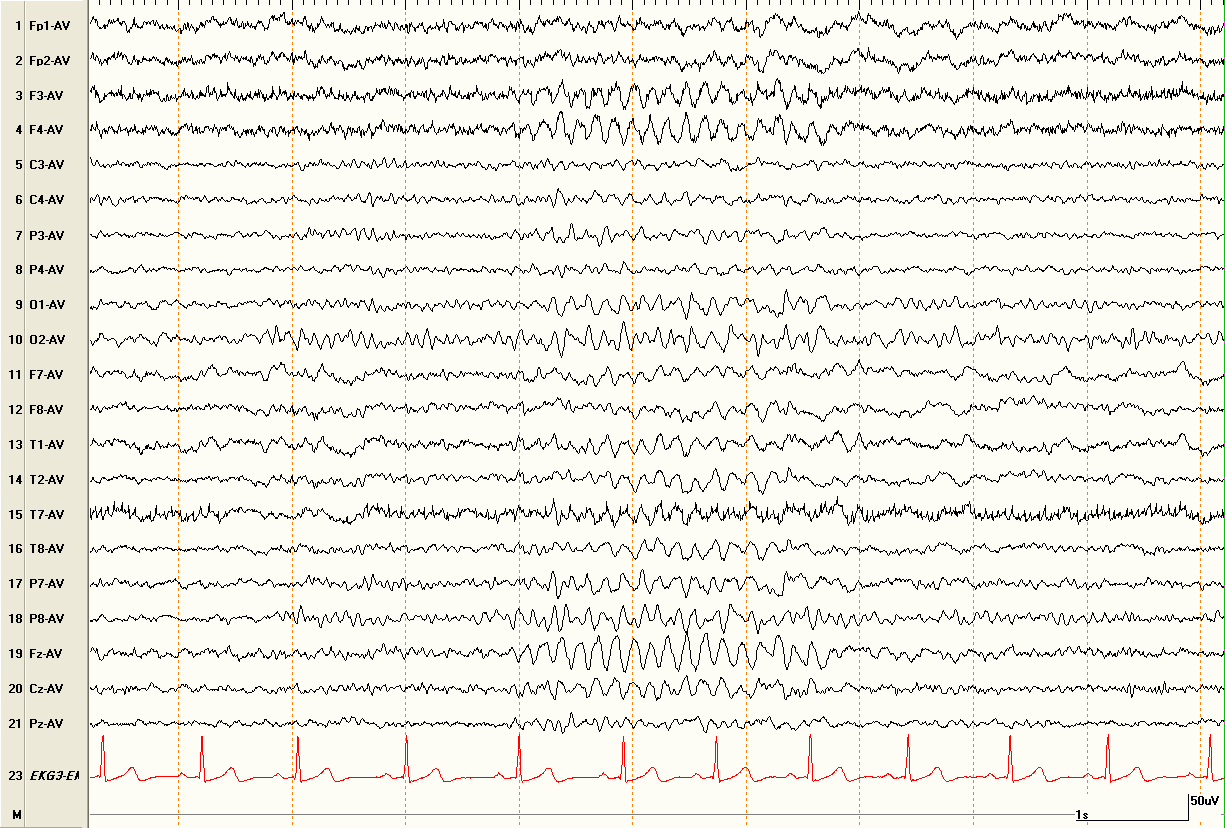 1 Fp1-AV
2 Fp2-AV
3 F3-AV
4 F4-AV
5 C3-AV
6 C4-AV
7 P3-AV
8 P4-AV
9 O1-AV
10 O2-AV
11 F7-AV
12 F8-AV
13 T1-AV
14 T2-AV
15 T7-AV
16 T8-AV
17 P7-AV
18 P8-AV
19 Fz-AV
20 Cz-AV
21 Pz-AV
23 EKG3-EK
50uV
M 1s